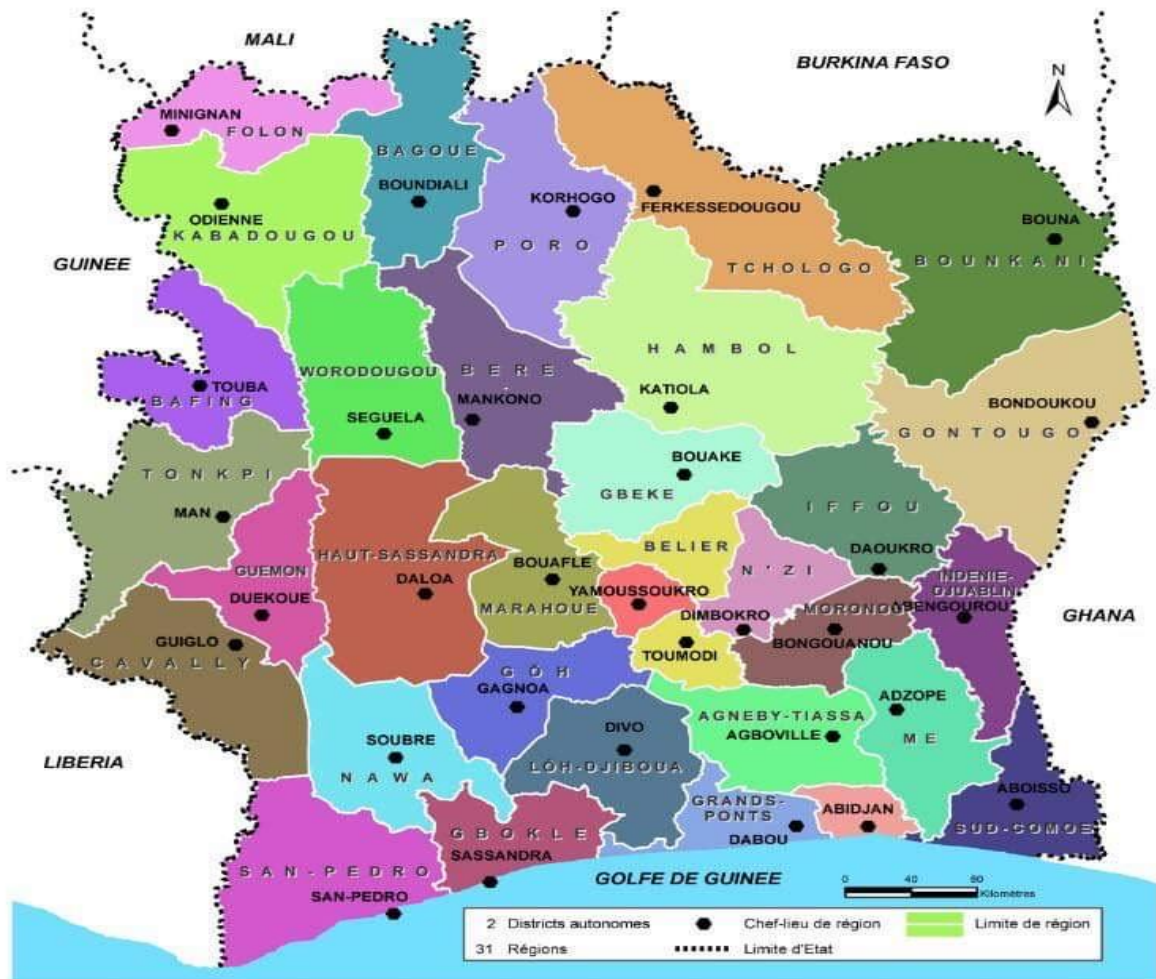 MALI
BURKINA FASO
N
MINIGNAN
FOLON
BAGOUE
BOUNDIALI
KORHOGO
PORO
FERKESSEDOUGOU
TCHOLOGO
BOUNA
BOUNKANI
ODIENNE
KABADOUGOU
GUINEE
TOUBA
BAFING
WORODOUGOU
SEGUELA
BERE
MANKONO
HAMBOL
KATIOLA
BONDOUKOU
GONTOUGO
TONKPI
MAN
BOUAKE
GBEKE
IFFOU
DAOUKRO
HAUT-SASSANDRA
DALOA
BOUAFLE
MARAHOUE
BELIER
YAMOUSSOUKRO
N'ZI
DIMBOKRO
MORONOU
BONGOUANOU
INDENIE-
DJUABLIN
ABENGOUROU
GHANA
GUEMON
DUEKOUE
GUIGLO
CAVALLY
TOUMODI
GÔH
GAGNOA
ADZOPE
ME
AGNEBY-TIASSA
AGBOVILLE
DIVO
LÔH-DJIBOUA
SOUBRE
NAWA
LIBERIA
GRANDS-
PONTS
DABOU
ABIDJAN
ABOISSO
SUD-COMOE
GBOKLE
SASSANDRA
SAN-PEDRO
SAN-PEDRO
GOLFE DE GUINEE
0 40 80
Kilomètres
2 Districts autonomes
Chef-lieu de région
Limite de région
31 Régions
Limite d'Etat